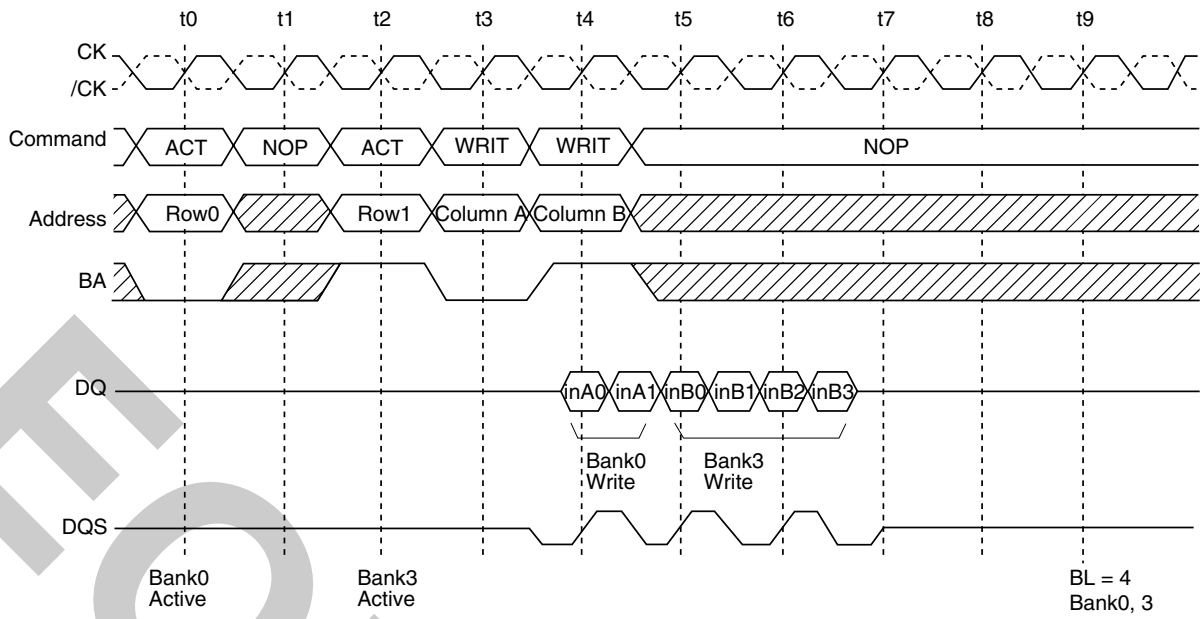 t0 t1 t2 t3 t4 t5 t6 t7 t8 t9
CK
/CK
Command ACT NOP ACT WRIT WRIT NOP
Address Row0 Row1 Column A Column B
BA
DQ inA0 inA1 inB0 inB1 inB2 inB3
Bank0 Bank3
Write Write
DQS
Bank0 Bank3 BL = 4
Active Active Bank0, 3